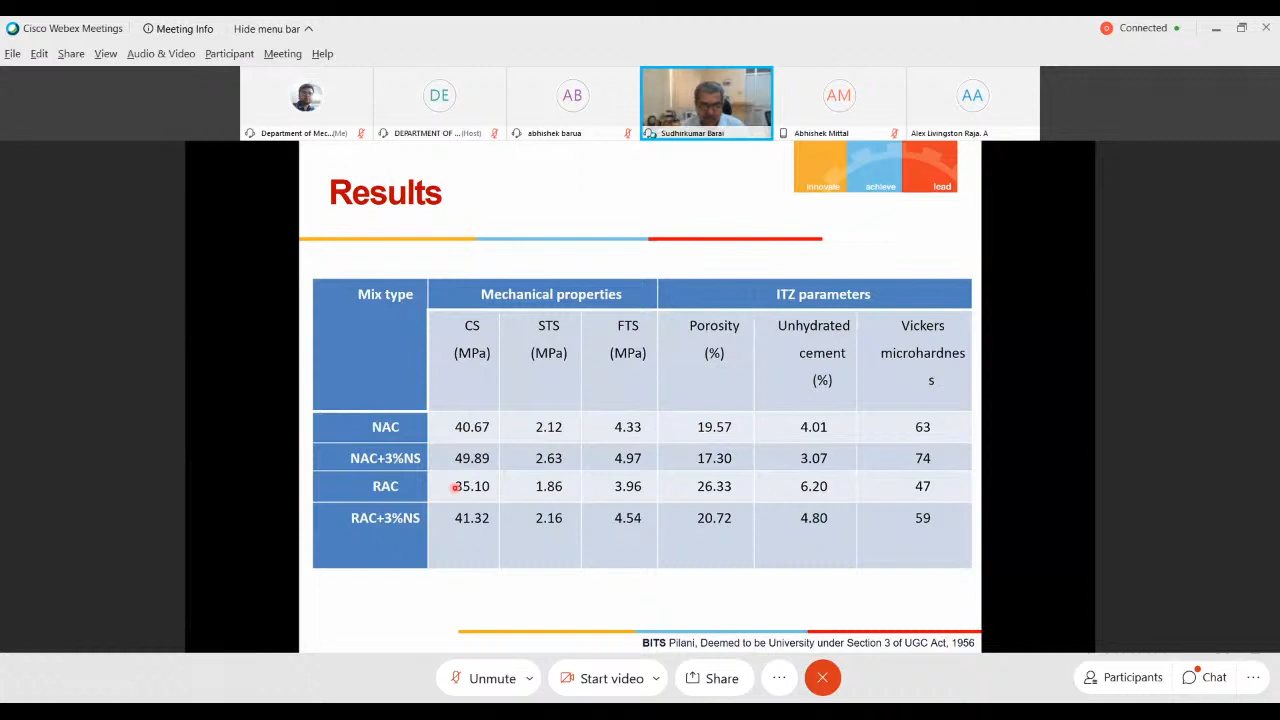 Cisco Webex Meetings Meeting Info Hide menu bar Connected
File Edit Share View Audio & Video Participant Meeting Help
DE AB AM AA
Department of Mec... (Me) DEPARTMENT OF ... (Host) abhishek barua Sudhirkumar Barai Abhishek Mittal Alex Livingston Raja. A
innovate achieve lead
Results
Mix type Mechanical properties ITZ parameters
CS STS FTS Porosity Unhydrated Vickers
(MPa) (MPa) (MPa) (%) cement microhardnes
(%) s
NAC 40.67 2.12 4.33 19.57 4.01 63
NAC+3%NS 49.89 2.63 4.97 17.30 3.07 74
RAC 35.10 1.86 3.96 26.33 6.20 47
RAC+3%NS 41.32 2.16 4.54 20.72 4.80 59
BITS Pilani, Deemed to be University under Section 3 of UGC Act, 1956
Unmute Start video Share ... Participants Chat ...